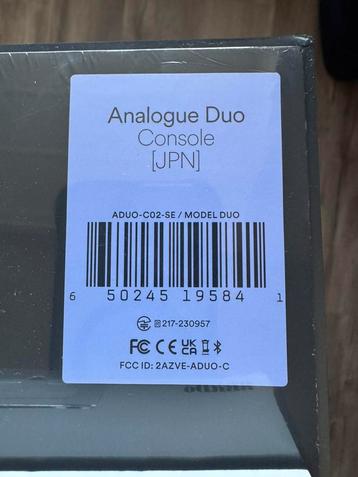 Analogue Duo
Console
[JPN]
ADUO-C02-SE / MODEL DUO
6 50245 19584 1
R 217-230957
FC CE UK CA
FCC ID: 2AZVE-ADUO-C